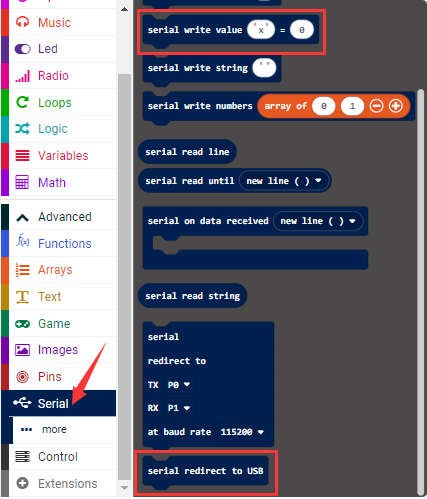 Music
Led
Radio
Loops
Logic
Variables
Math
Advanced
Functions
Arrays
Text
Game
Images
Pins
Serial
more
Control
Extensions
serial write value "x" = 0
serial write string " "
serial write numbers array of 0 1
serial read line
serial read until new line ( )
serial on data received new line ( )
serial read string
serial
redirect to
TX P0
RX P1
at baud rate 115200
serial redirect to USB